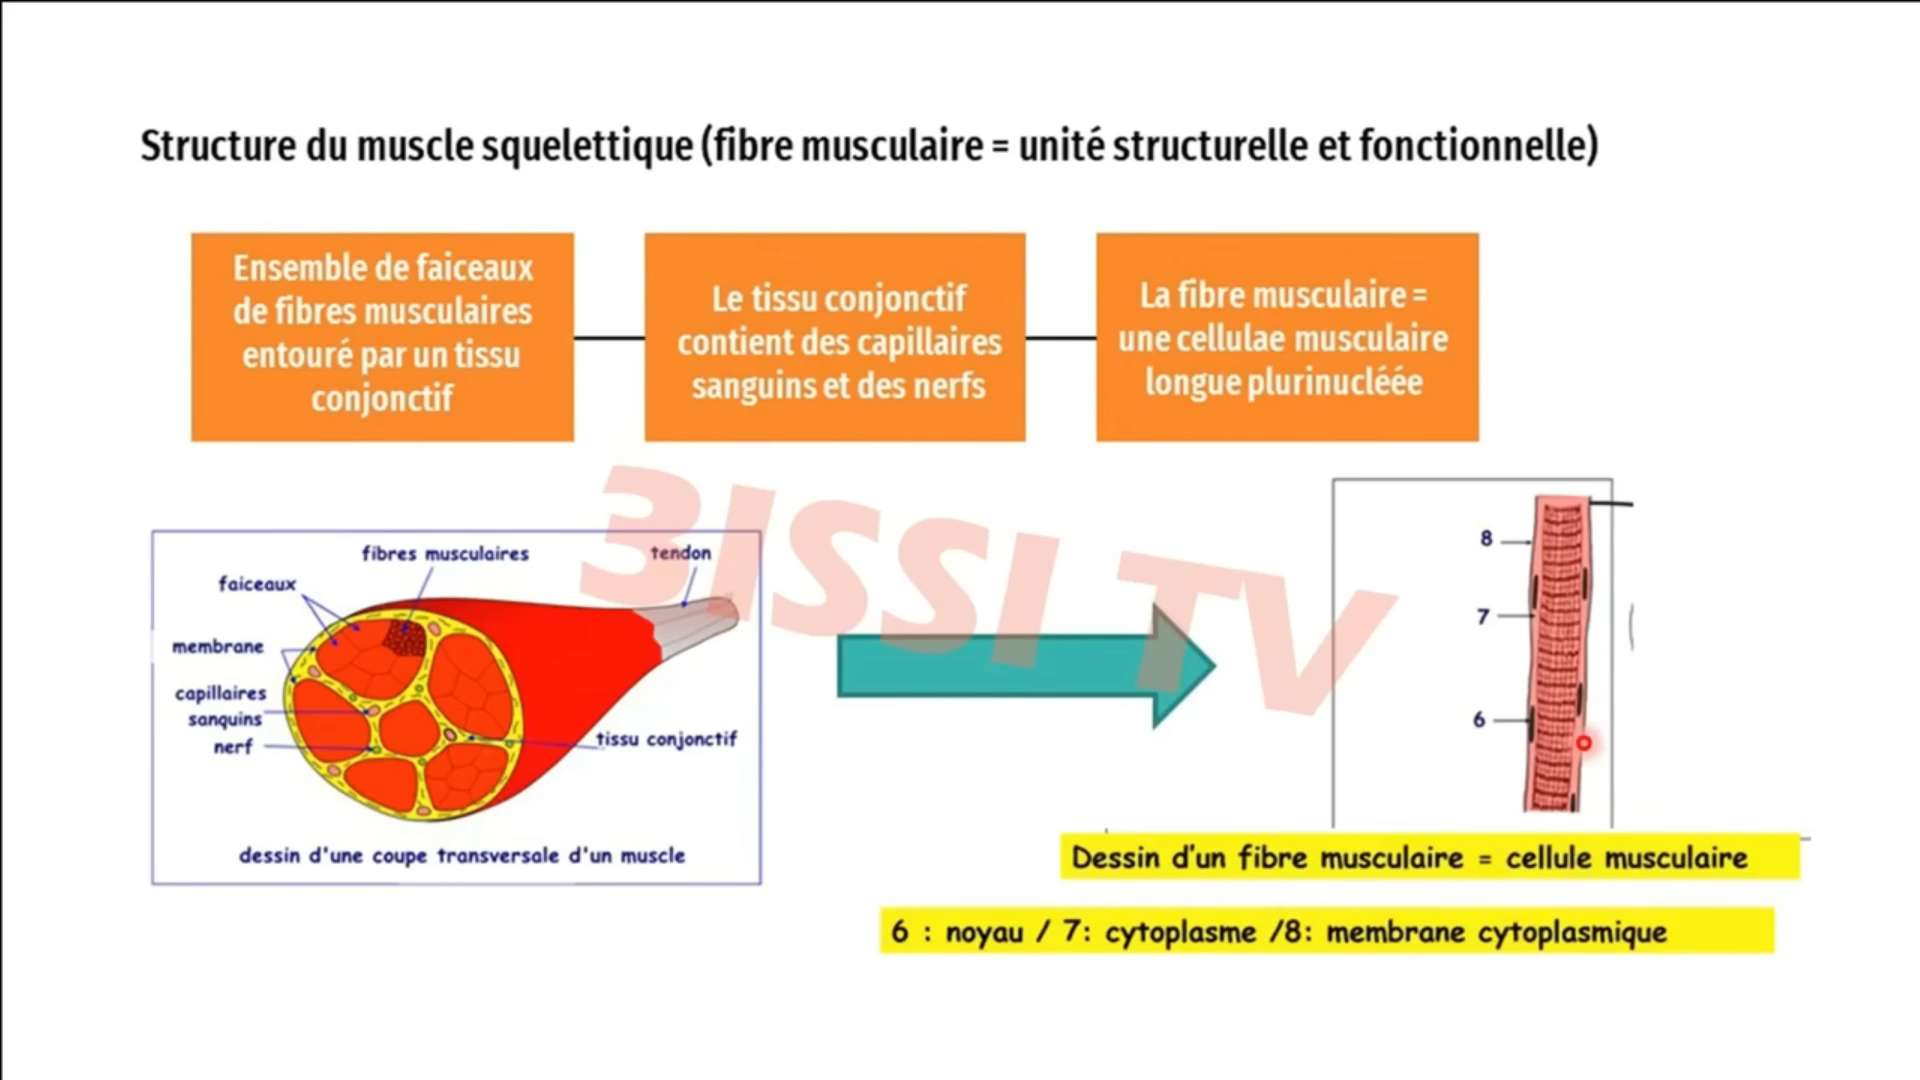 Structure du muscle squelettique (fibre musculaire = unité structurelle et fonctionnelle)
Ensemble de faiceaux
de fibres musculaires
entouré par un tissu
conjonctif
Le tissu conjonctif
contient des capillaires
sanguins et des nerfs
La fibre musculaire =
une cellulae musculaire
longue plurinucléée
3ISSI TV
fibres musculaires
tendon
faiceaux
membrane
capillaires
sanquins
nerf
tissu conjonctif
dessin d'une coupe transversale d'un muscle
8
7
6
Dessin d'un fibre musculaire = cellule musculaire
6 : noyau / 7: cytoplasme /8: membrane cytoplasmique